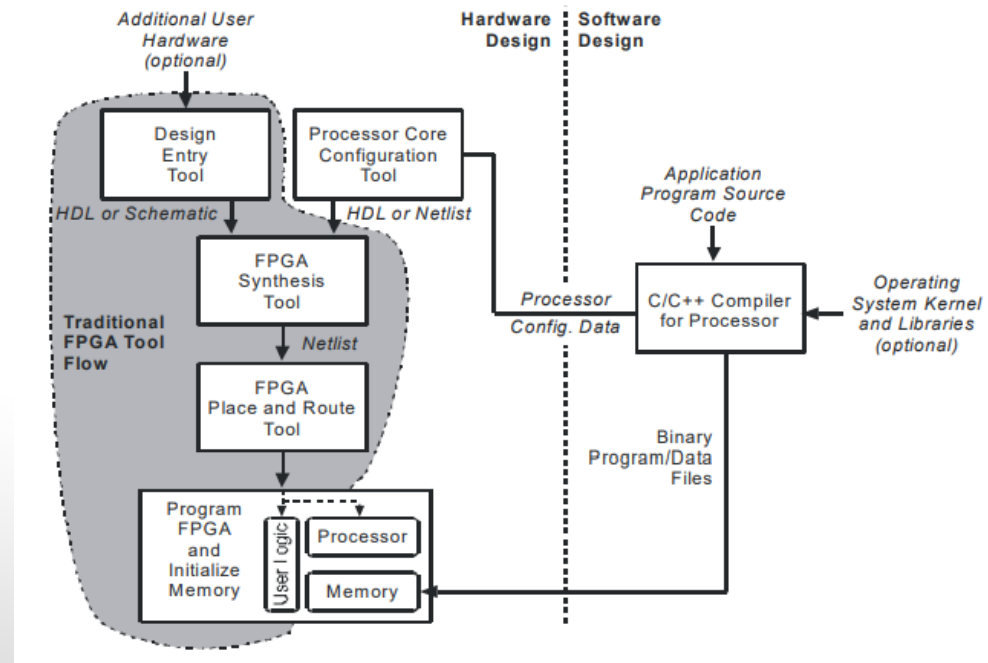 Additional User
Hardware
(optional)
Hardware
Design
Software
Design
Design
Entry
Tool
Processor Core
Configuration
Tool
HDL or Schematic
HDL or Netlist
Application
Program Source
Code
FPGA
Synthesis
Tool
Processor
Config. Data
C/C++ Compiler
for Processor
Operating
System Kernel
and Libraries
(optional)
Traditional
FPGA Tool
Flow
Netlist
FPGA
Place and Route
Tool
Binary
Program/Data
Files
Program
FPGA
and
Initialize
Memory
User Logic
Processor
Memory